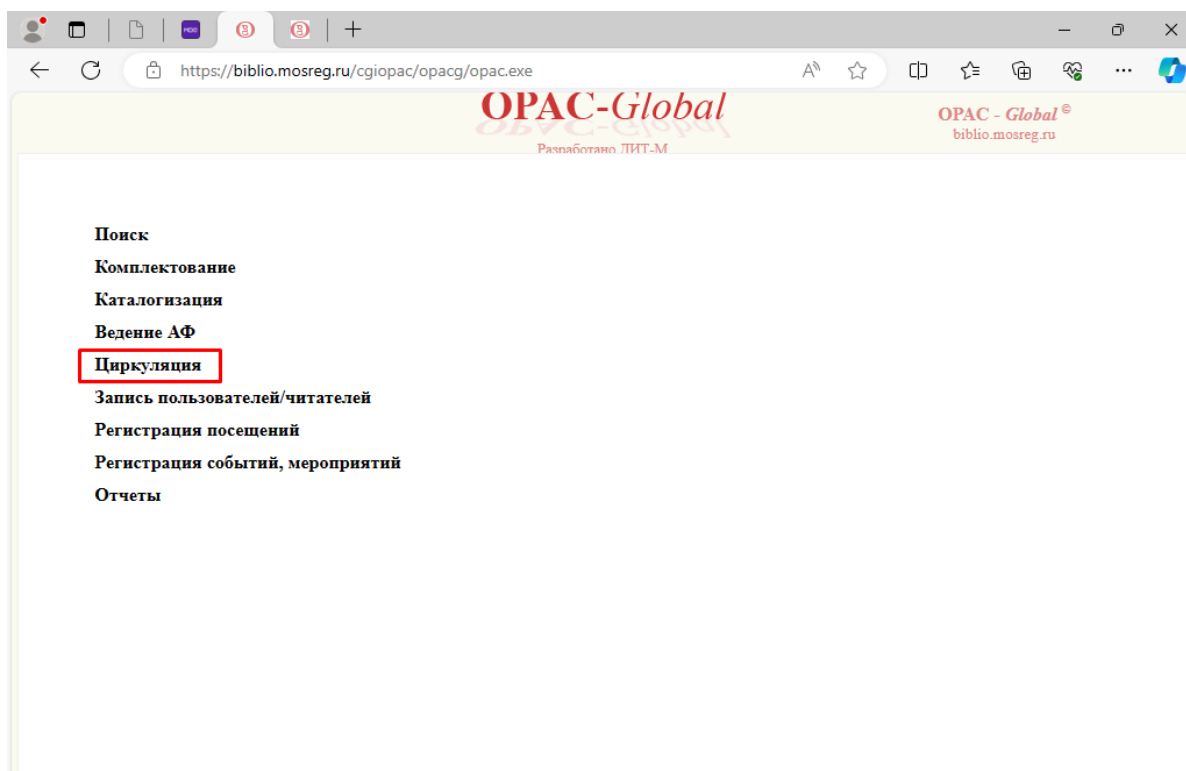 https://biblio.mosreg.ru/cgiopac/opacg/opac.exe
OPAC-Global
Разработано ЛИТ-М
OPAC - Global ©
biblio.mosreg.ru
Поиск
Комплектование
Каталогизация
Ведение АФ
Циркуляция
Запись пользователей/читателей
Регистрация посещений
Регистрация событий, мероприятий
Отчеты